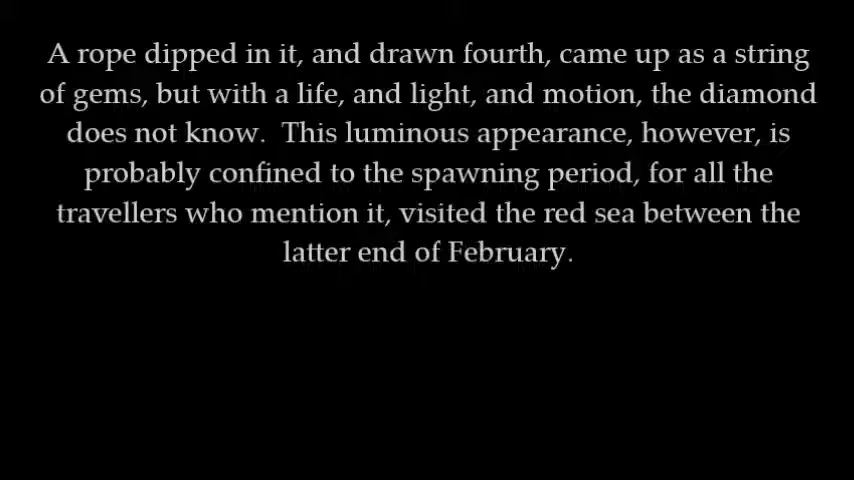 A rope dipped in it, and drawn fourth, came up as a string
of gems, but with a life, and light, and motion, the diamond
does not know.  This luminous appearance, however, is
probably confined to the spawning period, for all the
travellers who mention it, visited the red sea between the
latter end of February.